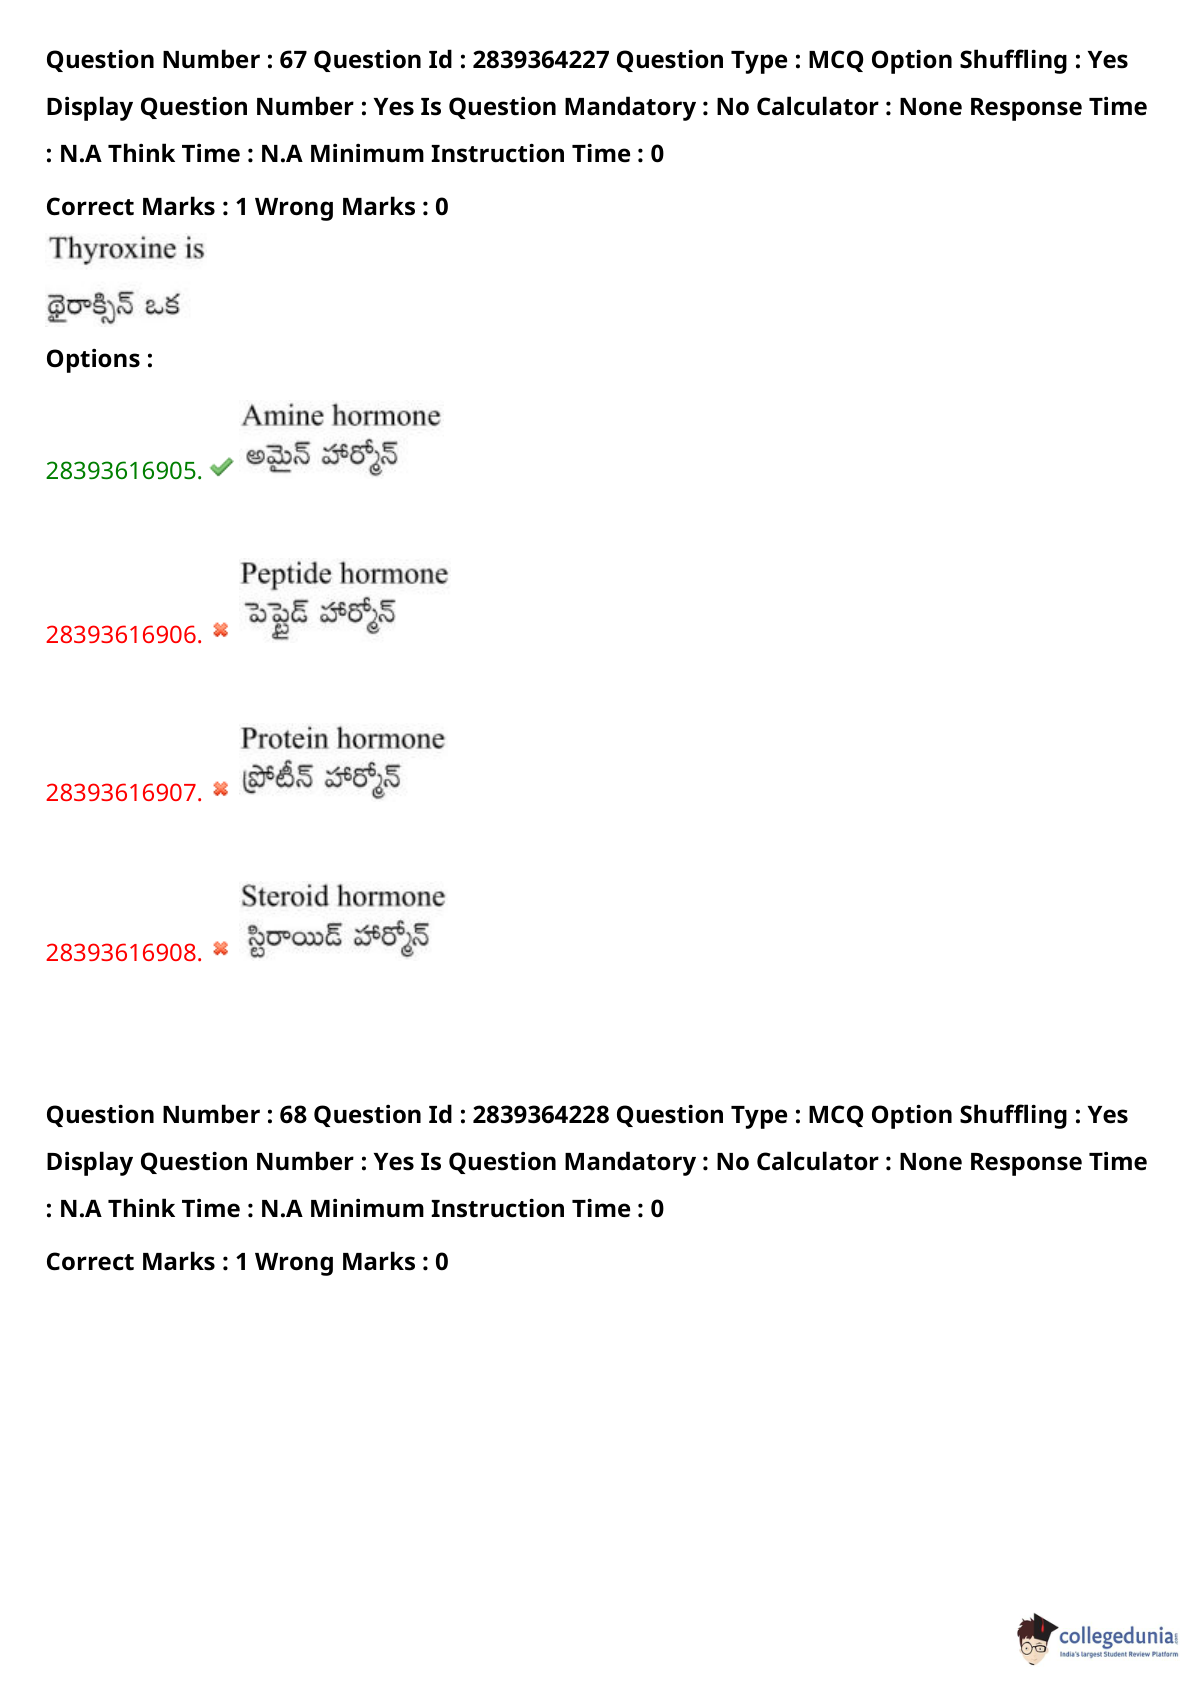 Question Number : 67 Question Id : 2839364227 Question Type : MCQ Option Shuffling : Yes
Display Question Number : Yes Is Question Mandatory : No Calculator : None Response Time
: N.A Think Time : N.A Minimum Instruction Time : 0
Correct Marks : 1 Wrong Marks : 0
Thyroxine is
థైరాక్సిన్ ఒక
Options :
Amine hormone
అమైన్ హార్మోన్
28393616905.
Peptide hormone
పెప్టైడ్ హార్మోన్
28393616906.
Protein hormone
ప్రోటీన్ హార్మోన్
28393616907.
Steroid hormone
స్టిరాయిడ్ హార్మోన్
28393616908.
Question Number : 68 Question Id : 2839364228 Question Type : MCQ Option Shuffling : Yes
Display Question Number : Yes Is Question Mandatory : No Calculator : None Response Time
: N.A Think Time : N.A Minimum Instruction Time : 0
Correct Marks : 1 Wrong Marks : 0
collegedunia
India's largest Student Review Platform